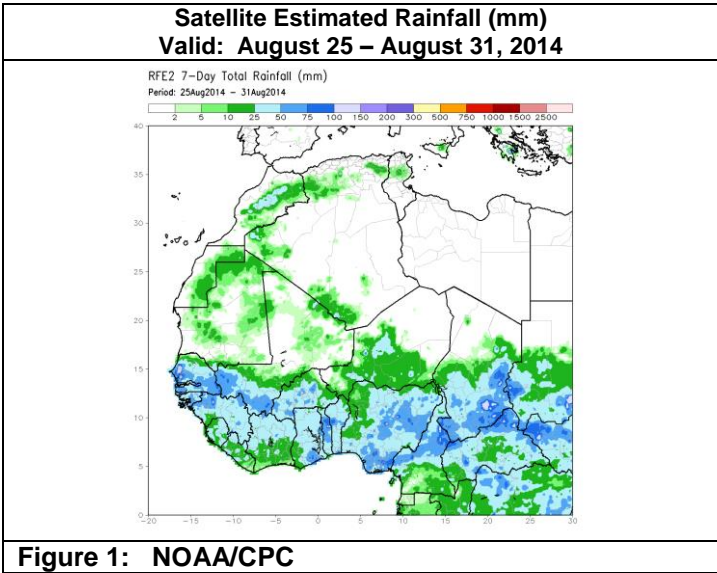 Satellite Estimated Rainfall (mm)
Valid: August 25 – August 31, 2014
RFE2 7-Day Total Rainfall (mm)
Period: 25Aug2014 – 31Aug2014
2 5 10 25 50 75 100 150 200 300 500 750 1000 1500 2500
40
35
30
25
20
15
10
5
0
-20 -15 -10 -5 0 5 10 15 20 25 30
Figure 1: NOAA/CPC